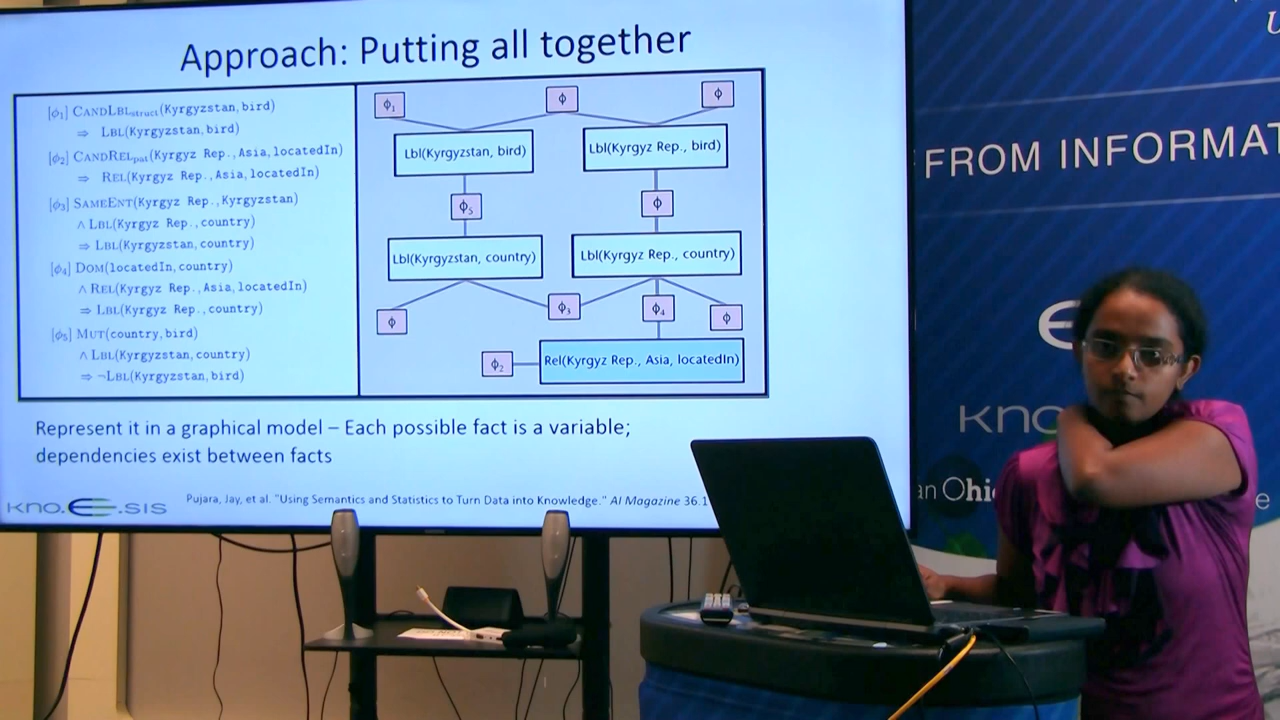 Approach: Putting all together
[ϕ₁] CANDLBLstruct(Kyrgyzstan, bird)
⇒ LBL(Kyrgyzstan, bird)
[ϕ₂] CANDRELpat(Kyrgyz Rep., Asia, locatedIn)
⇒ REL(Kyrgyz Rep., Asia, locatedIn)
[ϕ₃] SAMEENT(Kyrgyz Rep., Kyrgyzstan)
∧ LBL(Kyrgyz Rep., country)
⇒ LBL(Kyrgyzstan, country)
[ϕ₄] DOM(locatedIn, country)
∧ REL(Kyrgyz Rep., Asia, locatedIn)
⇒ LBL(Kyrgyz Rep., country)
[ϕ₅] MUT(country, bird)
∧ LBL(Kyrgyzstan, country)
⇒ ¬LBL(Kyrgyzstan, bird)
ϕ₁ ϕ ϕ
Lbl(Kyrgyzstan, bird) Lbl(Kyrgyz Rep., bird)
ϕ₅ ϕ
Lbl(Kyrgyzstan, country) Lbl(Kyrgyz Rep., country)
ϕ ϕ₃ ϕ₄ ϕ
ϕ₂ Rel(Kyrgyz Rep., Asia, locatedIn)
Represent it in a graphical model – Each possible fact is a variable;
dependencies exist between facts
Pujara, Jay, et al. "Using Semantics and Statistics to Turn Data into Knowledge." AI Magazine 36.1
kno.e.sis
FROM INFORMAT
kno
an Ohi
e